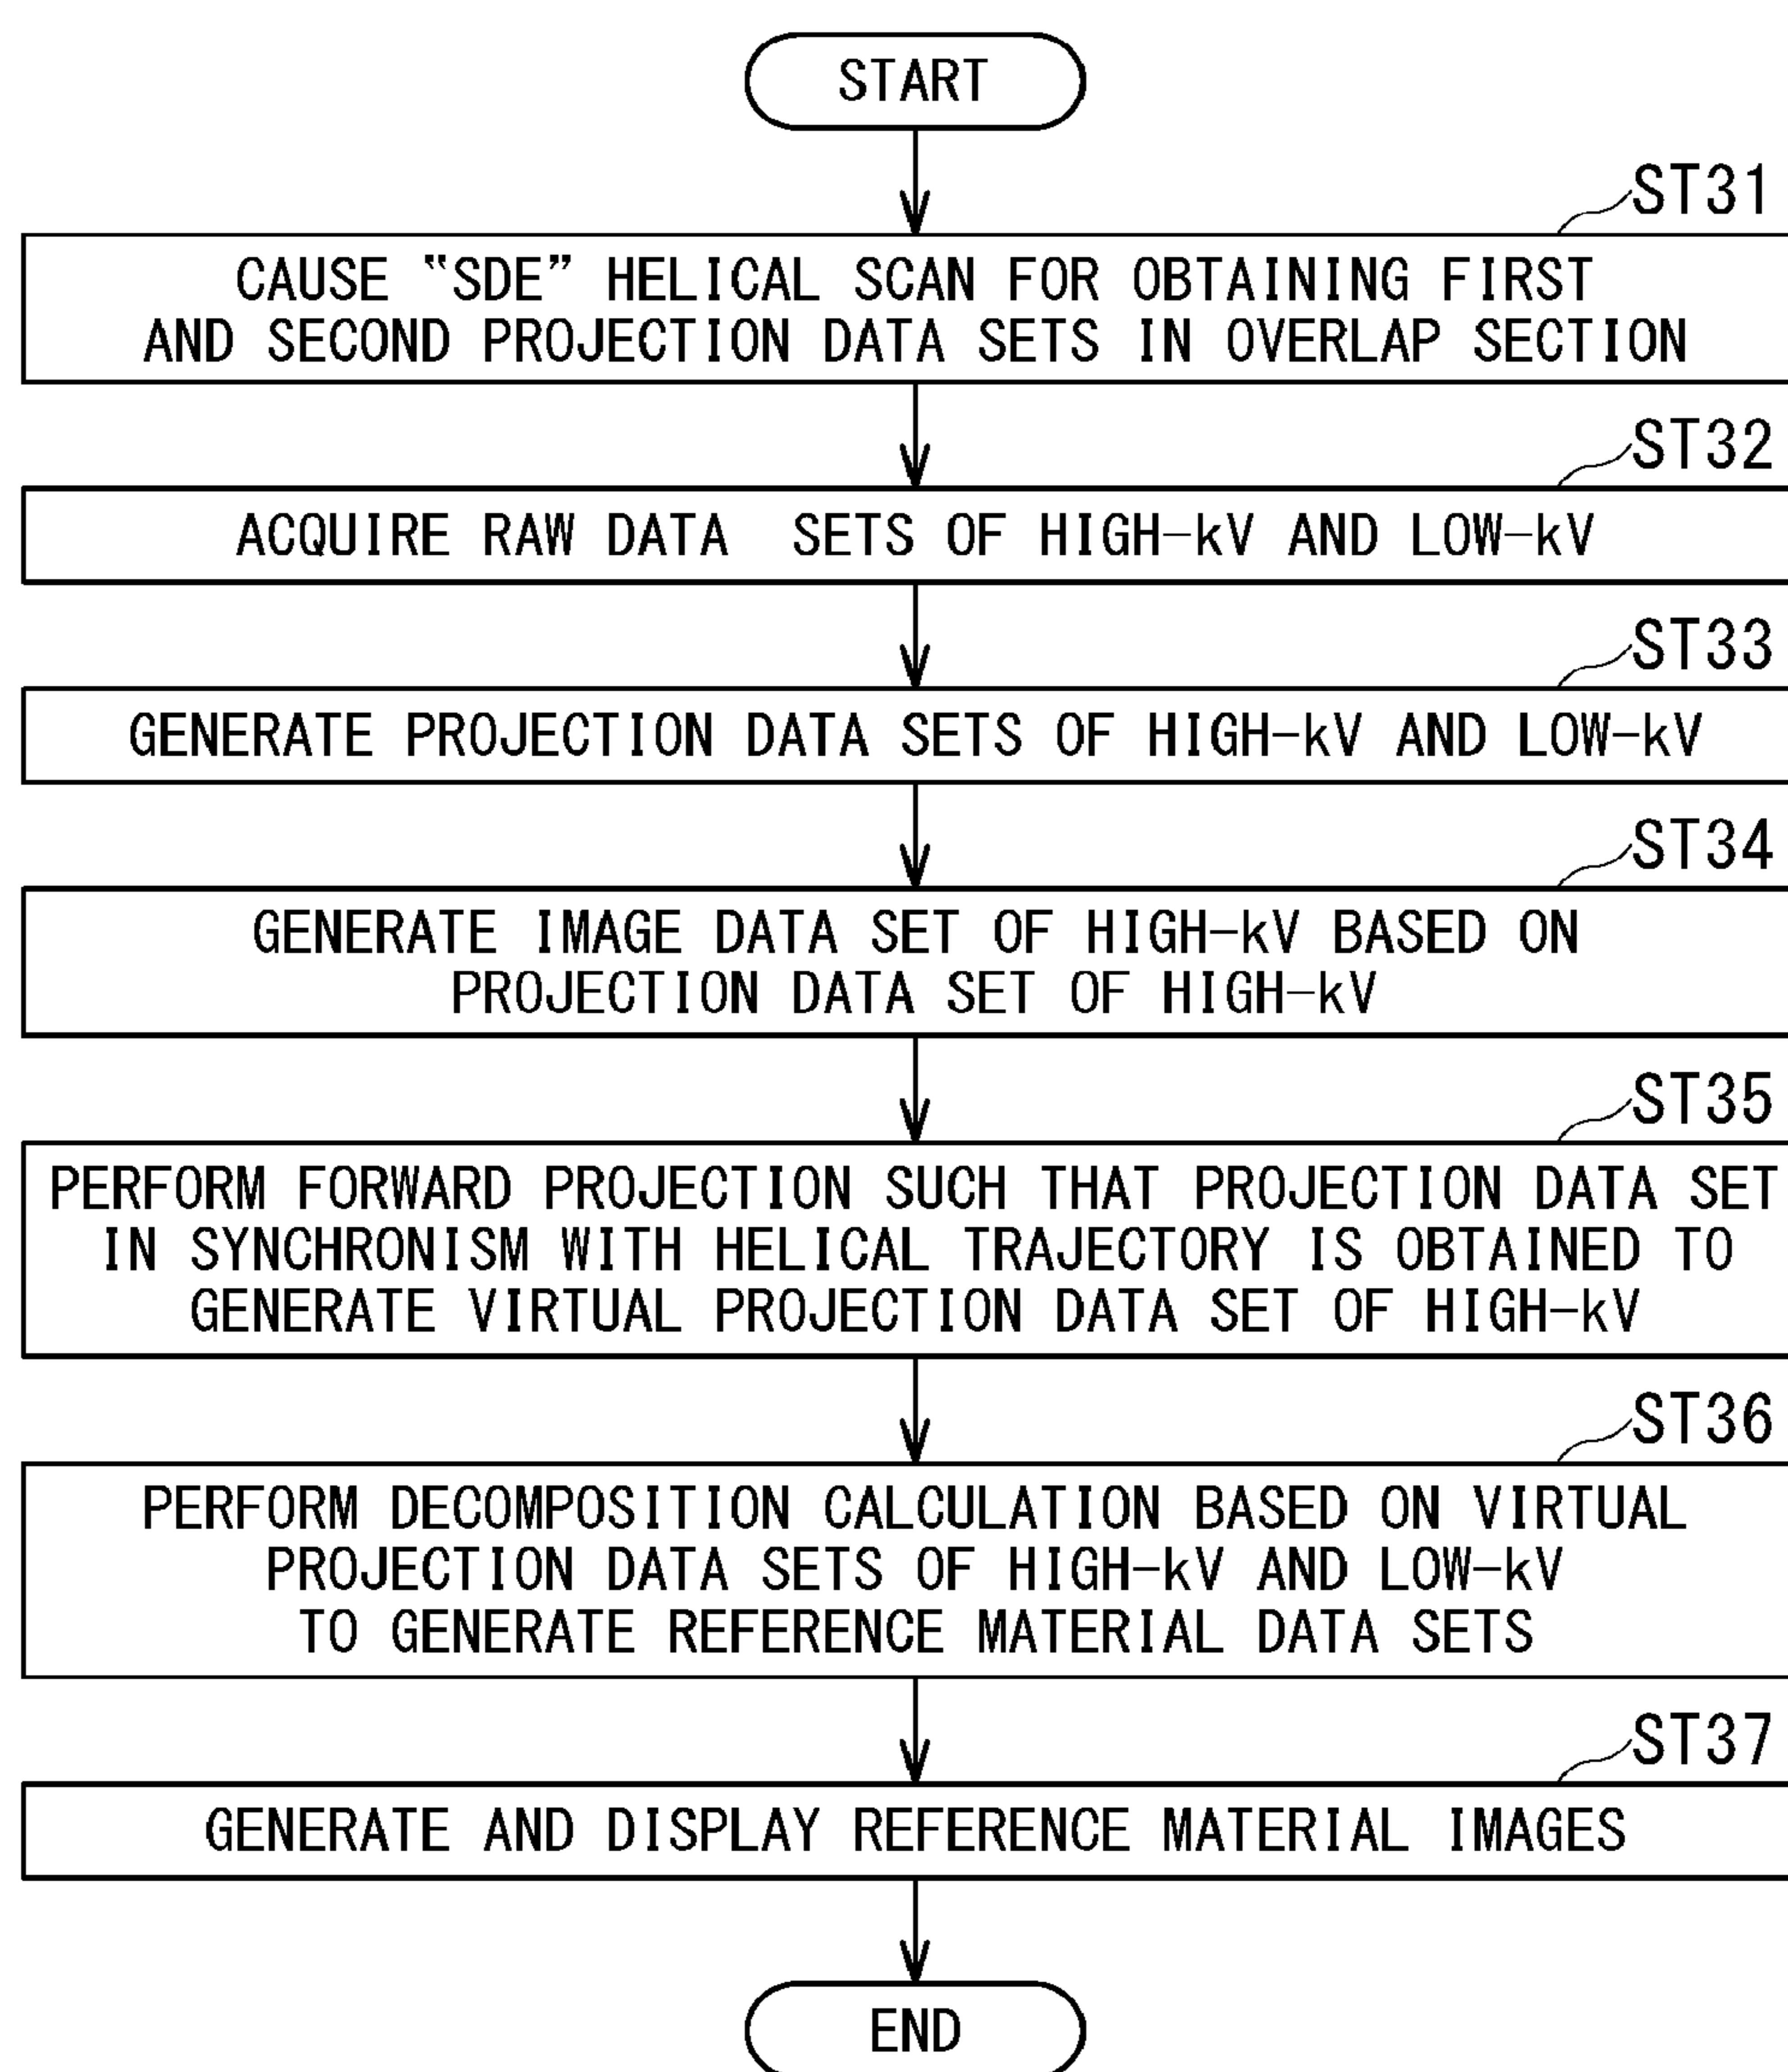 START
ST31
CAUSE "SDE" HELICAL SCAN FOR OBTAINING FIRST
AND SECOND PROJECTION DATA SETS IN OVERLAP SECTION
ST32
ACQUIRE RAW DATA SETS OF HIGH-kV AND LOW-kV
ST33
GENERATE PROJECTION DATA SETS OF HIGH-kV AND LOW-kV
ST34
GENERATE IMAGE DATA SET OF HIGH-kV BASED ON
PROJECTION DATA SET OF HIGH-kV
ST35
PERFORM FORWARD PROJECTION SUCH THAT PROJECTION DATA SET
IN SYNCHRONISM WITH HELICAL TRAJECTORY IS OBTAINED TO
GENERATE VIRTUAL PROJECTION DATA SET OF HIGH-kV
ST36
PERFORM DECOMPOSITION CALCULATION BASED ON VIRTUAL
PROJECTION DATA SETS OF HIGH-kV AND LOW-kV
TO GENERATE REFERENCE MATERIAL DATA SETS
ST37
GENERATE AND DISPLAY REFERENCE MATERIAL IMAGES
END